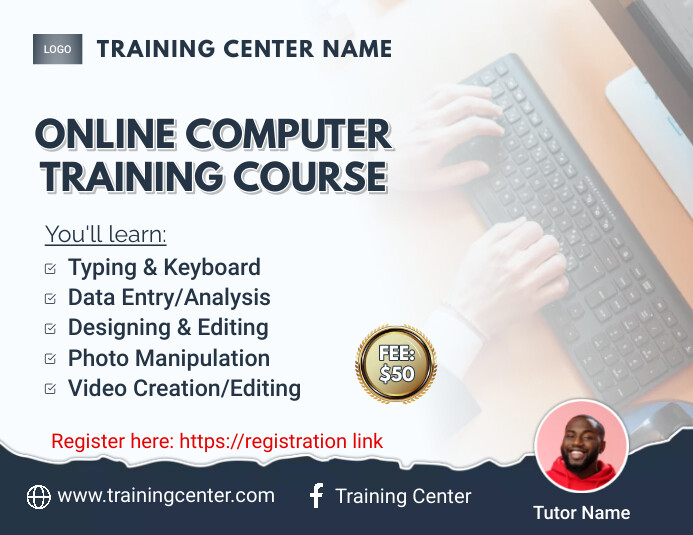 LOGO
TRAINING CENTER NAME
ONLINE COMPUTER
TRAINING COURSE
You'll learn:
Typing & Keyboard
Data Entry/Analysis
Designing & Editing
Photo Manipulation
Video Creation/Editing
FEE:
$50
Register here: https://registration link
www.trainingcenter.com
Training Center
Tutor Name